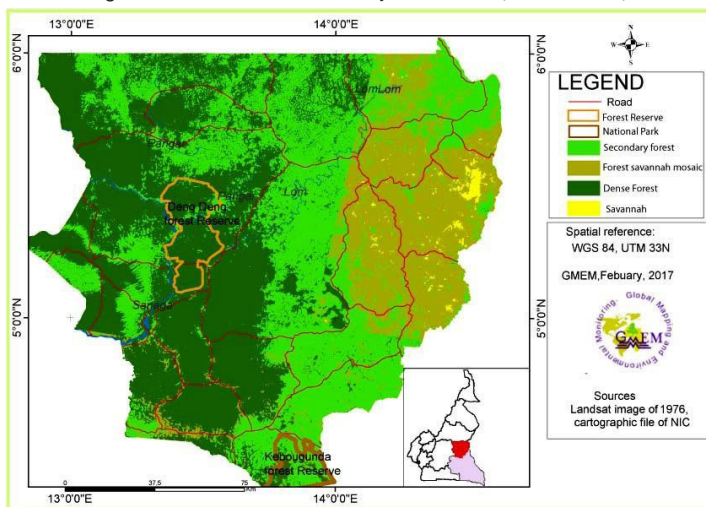 13°0'0"E 14°0'0"E
6°0'0"N 6°0'0"N
LomLom
Pangar
Pangar
Lom
Deng Deng
forest Reserve
Sanaga
5°0'0"N 5°0'0"N
Kebougunda
forest Reserve
0 37,5 75
Km
13°0'0"E 14°0'0"E
N
W E
S
LEGEND
Road
Forest Reserve
National Park
Secondary forest
Forest savannah mosaic
Dense Forest
Savannah
Spatial reference:
WGS 84, UTM 33N
GMEM,Febuary, 2017
Global Mapping and Environmental Monitoring:
GMEM
Sources
Landsat image of 1976,
cartographic file of NIC